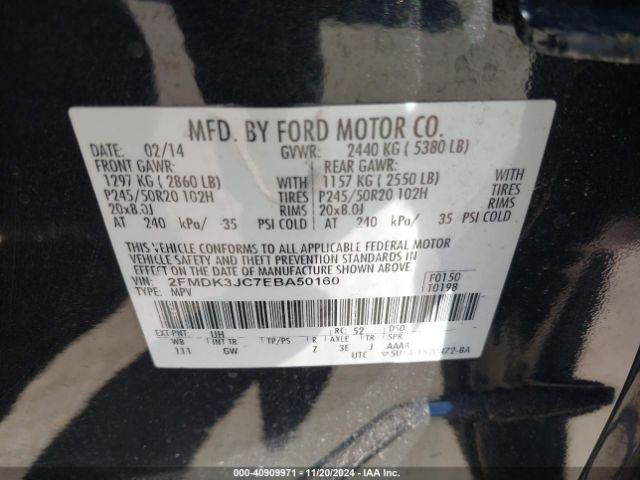 MFD. BY FORD MOTOR CO.
DATE: 02/14 GVWR: 2440 KG ( 5380 LB)
FRONT GAWR: REAR GAWR:
1297 KG ( 2860 LB) WITH 1157 KG ( 2550 LB) WITH
P245/50R20 102H TIRES P245/50R20 102H TIRES
20x8.0J RIMS 20x8.0J RIMS
AT 240 kPa/ 35 PSI COLD AT 240 kPa/ 35 PSI COLD
THIS VEHICLE CONFORMS TO ALL APPLICABLE FEDERAL MOTOR
VEHICLE SAFETY AND THEFT PREVENTION STANDARDS
IN EFFECT ON THE DATE OF MANUFACTURE SHOWN ABOVE.
VIN: 2FMDK3JC7EBA50160 F0150
TYPE: MPV T0198
EXT PNT: UH RC: 52 DSO:
WB INT TR TP/PS R AXLE TR SPR
111 GW Z 3E J AAAA
UTC
000-40909971 - 11/20/2024 - IAAI.com